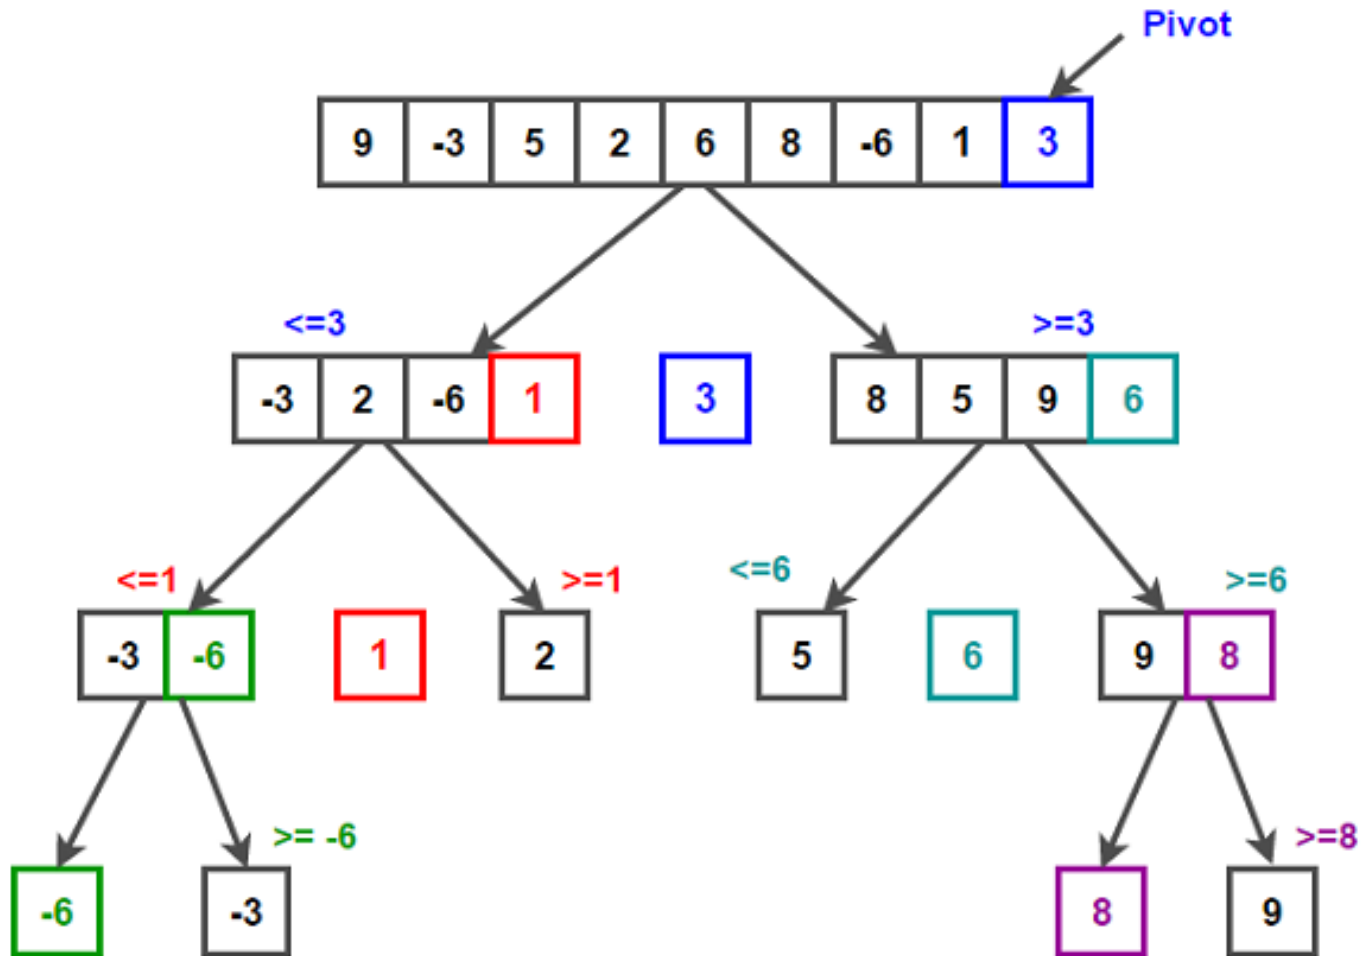 Pivot
9 -3 5 2 6 8 -6 1 3
<=3 >=3
-3 2 -6 1 3 8 5 9 6
<=1 >=1 <=6 >=6
-3 -6 1 2 5 6 9 8
>= -6 >=8
-6 -3 8 9